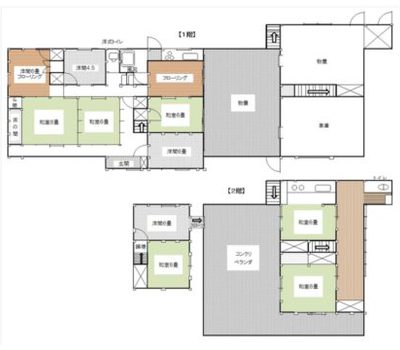 【1階】
洋式トイレ
物置
洋間6畳
フローリング
洋間4.5
フローリング
物置
床の間
和室8畳
和室6畳
和室6畳
車庫
洋間6畳
玄関
【2階】
トイレ
洋間6畳
和室6畳
コンクリ
ベランダ
和室6畳
和室6畳